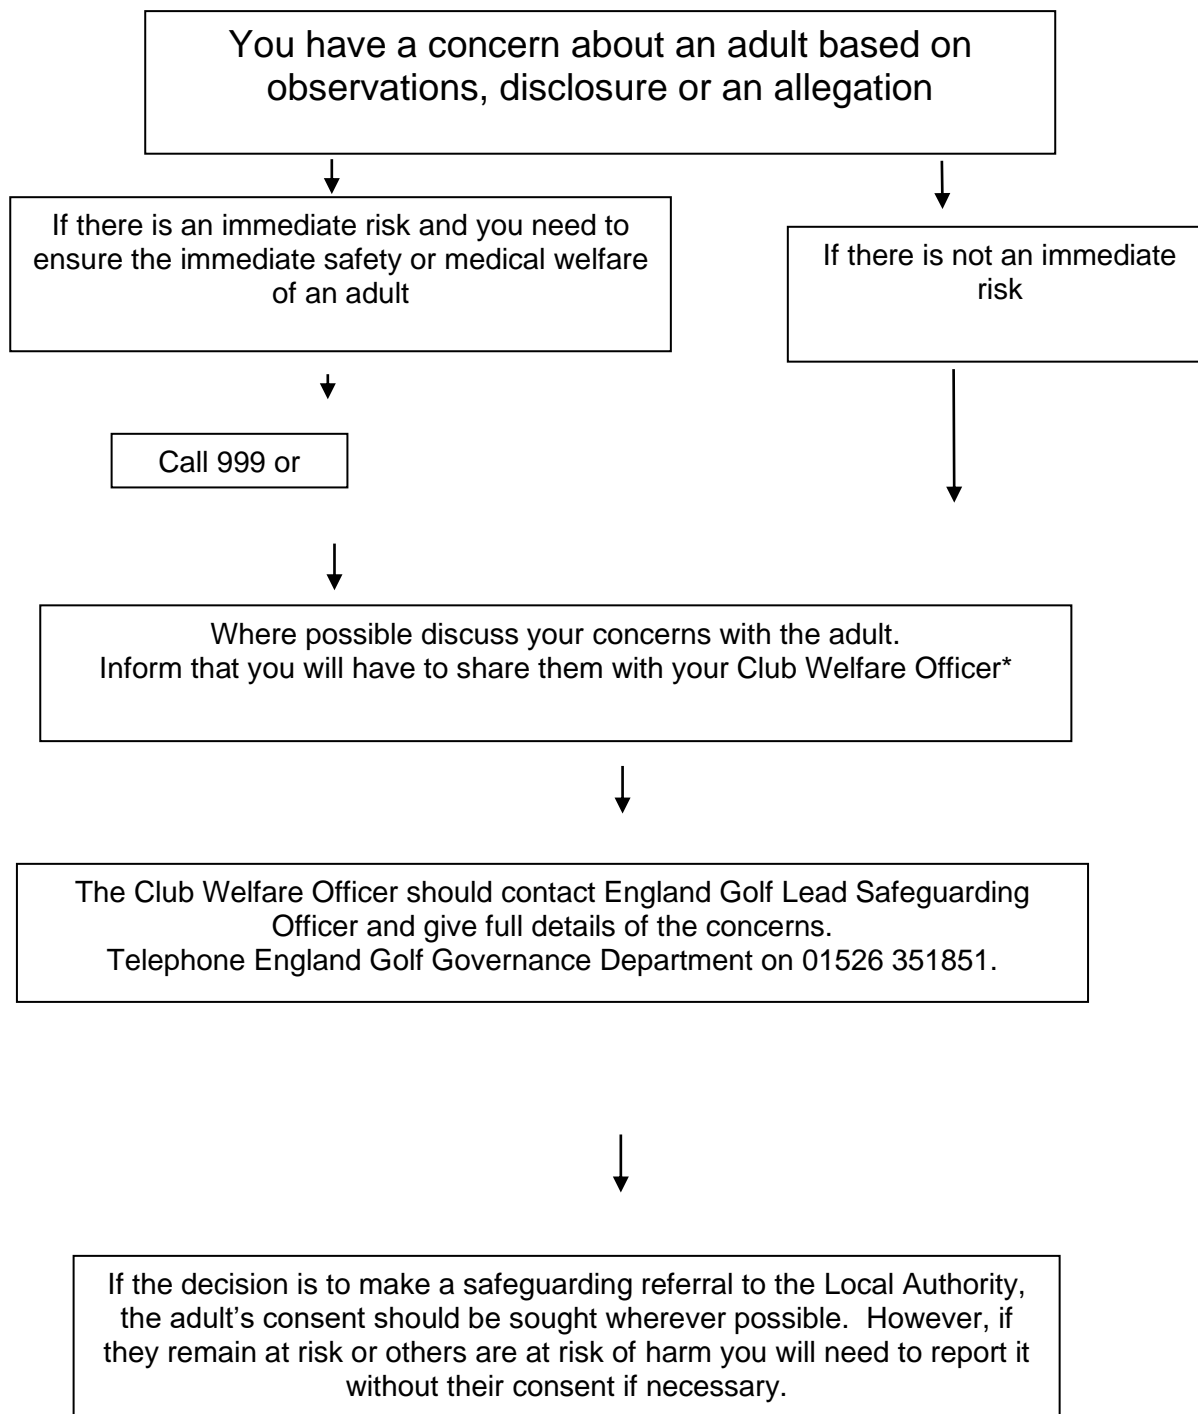 You have a concern about an adult based on
observations, disclosure or an allegation
If there is an immediate risk and you need to
ensure the immediate safety or medical welfare
of an adult
If there is not an immediate
risk
Call 999 or
Where possible discuss your concerns with the adult.
Inform that you will have to share them with your Club Welfare Officer*
The Club Welfare Officer should contact England Golf Lead Safeguarding
Officer and give full details of the concerns.
Telephone England Golf Governance Department on 01526 351851.
If the decision is to make a safeguarding referral to the Local Authority,
the adult’s consent should be sought wherever possible.  However, if
they remain at risk or others are at risk of harm you will need to report it
without their consent if necessary.